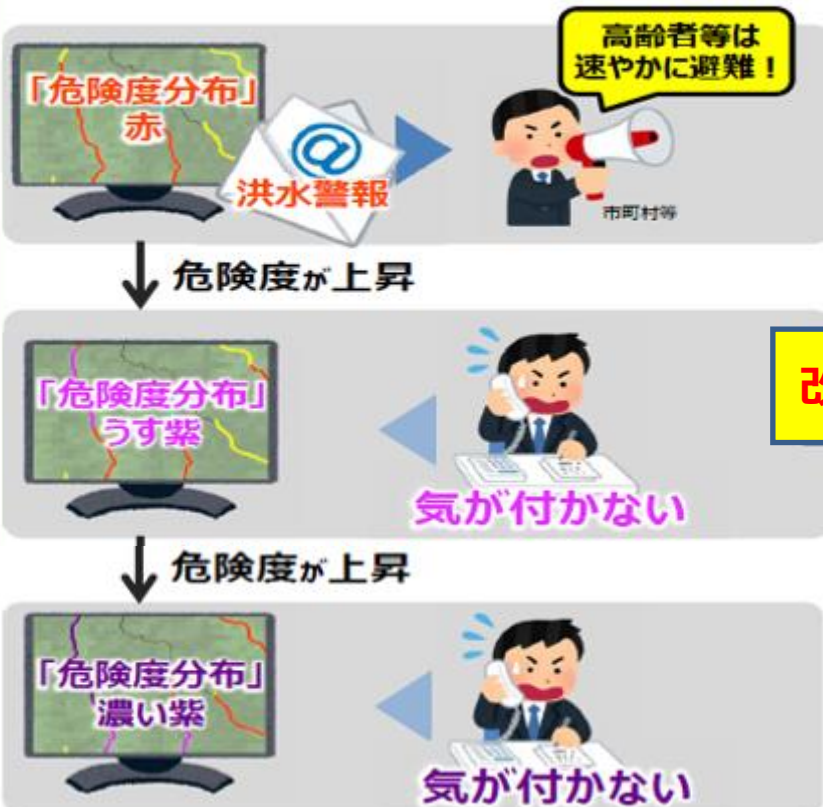 高齢者等は
速やかに避難！
「危険度分布」
赤
@
洪水警報
市町村等
危険度が上昇
「危険度分布」
うす紫
気が付かない
危険度が上昇
「危険度分布」
濃い紫
気が付かない